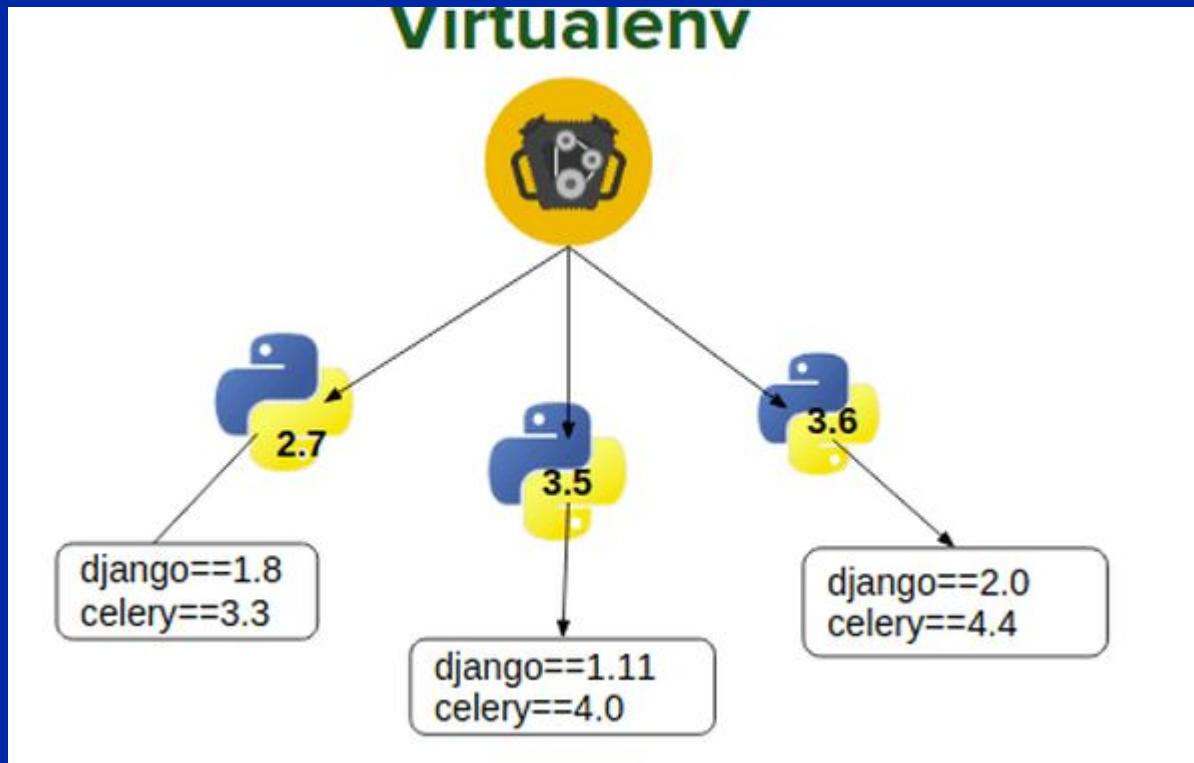 Virtualenv
2.7
3.5
3.6
django==1.8
celery==3.3
django==1.11
celery==4.0
django==2.0
celery==4.4